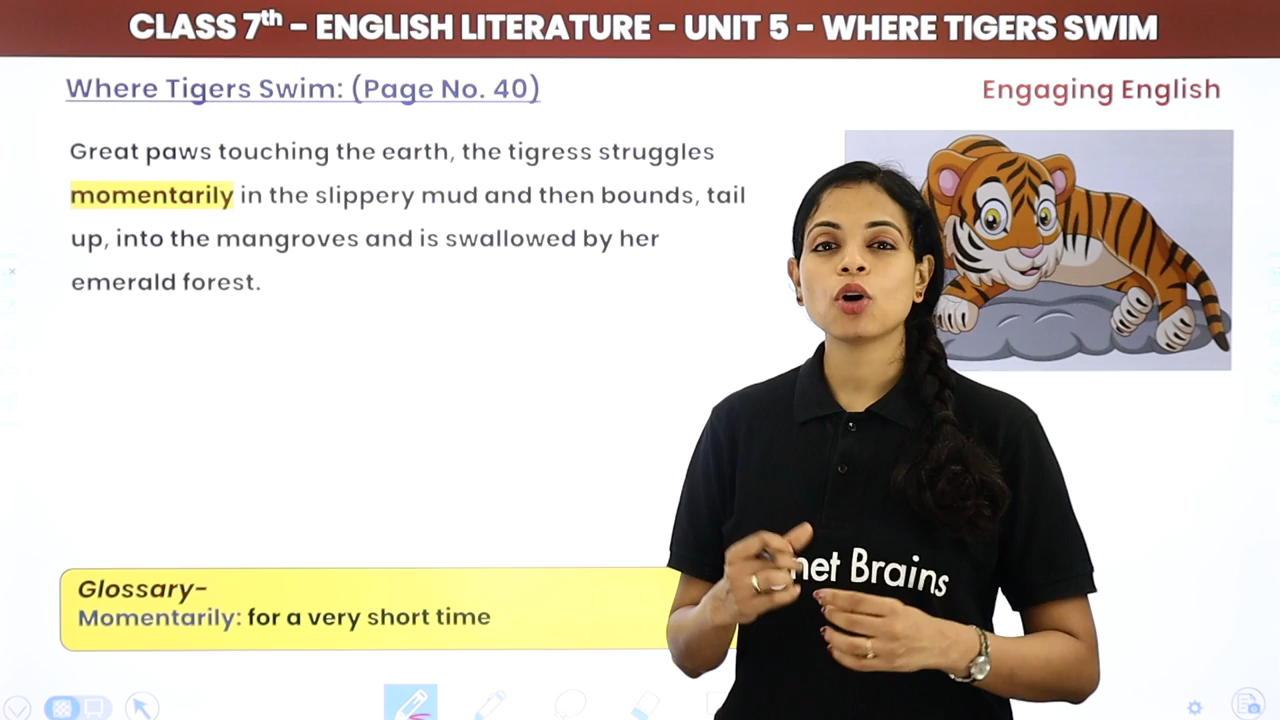 CLASS 7th - ENGLISH LITERATURE - UNIT 5 - WHERE TIGERS SWIM
Where Tigers Swim: (Page No. 40)
Engaging English
Great paws touching the earth, the tigress struggles
momentarily in the slippery mud and then bounds, tail
up, into the mangroves and is swallowed by her
emerald forest.
Brains
Glossary-
Momentarily: for a very short time